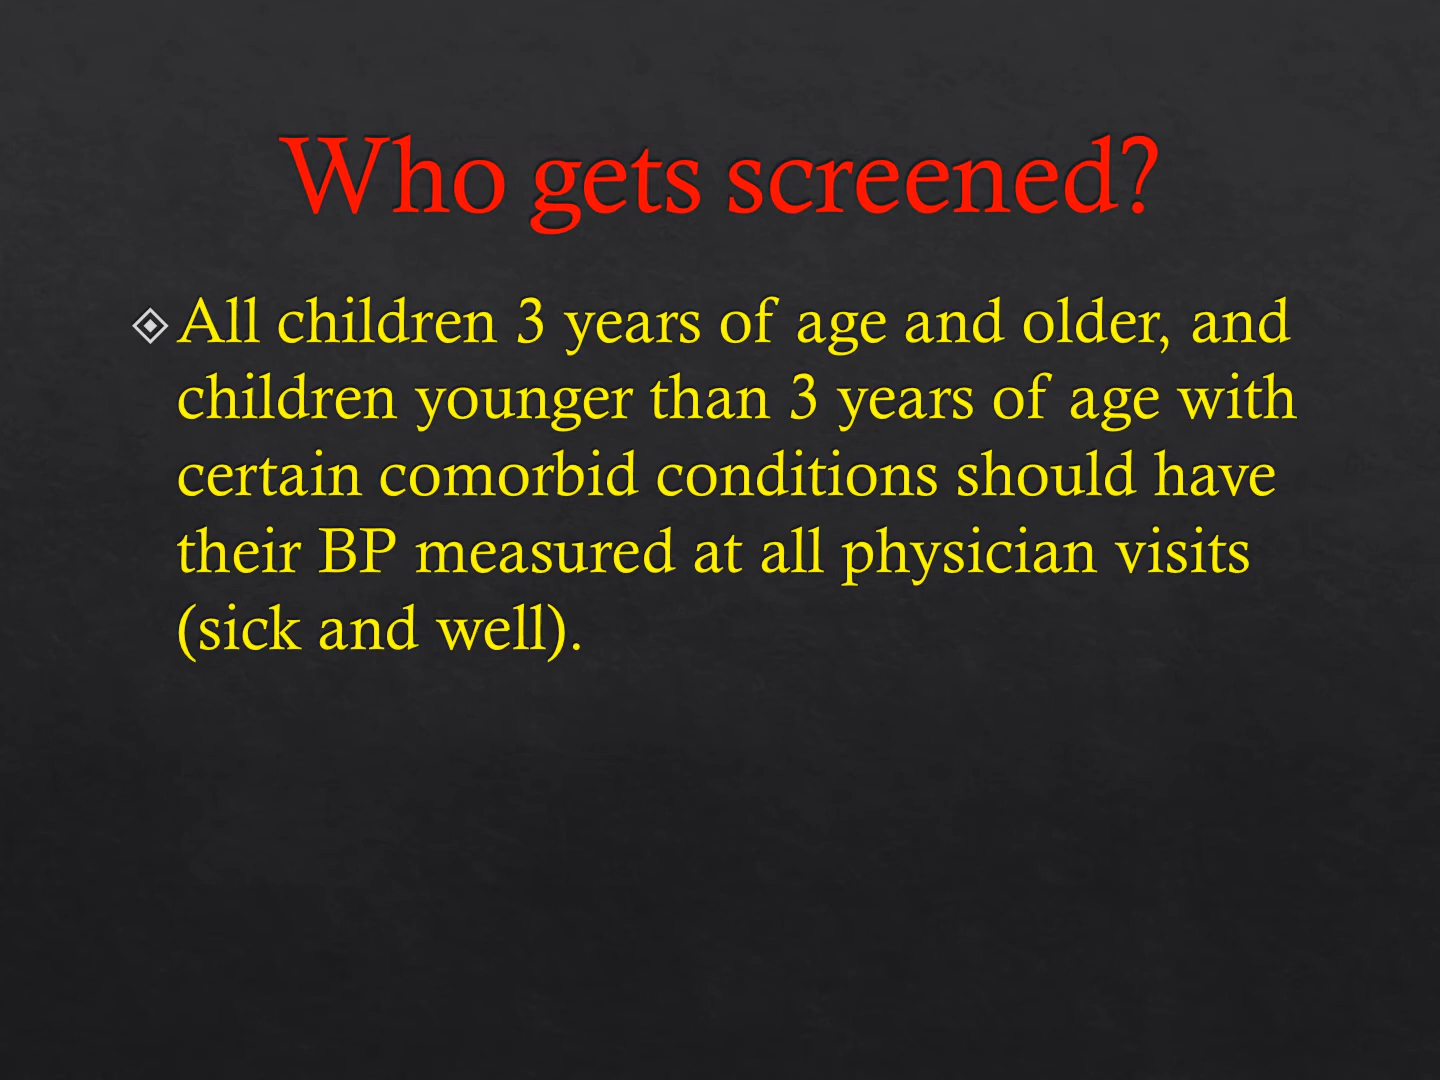 Who gets screened?
All children 3 years of age and older, and
children younger than 3 years of age with
certain comorbid conditions should have
their BP measured at all physician visits
(sick and well).